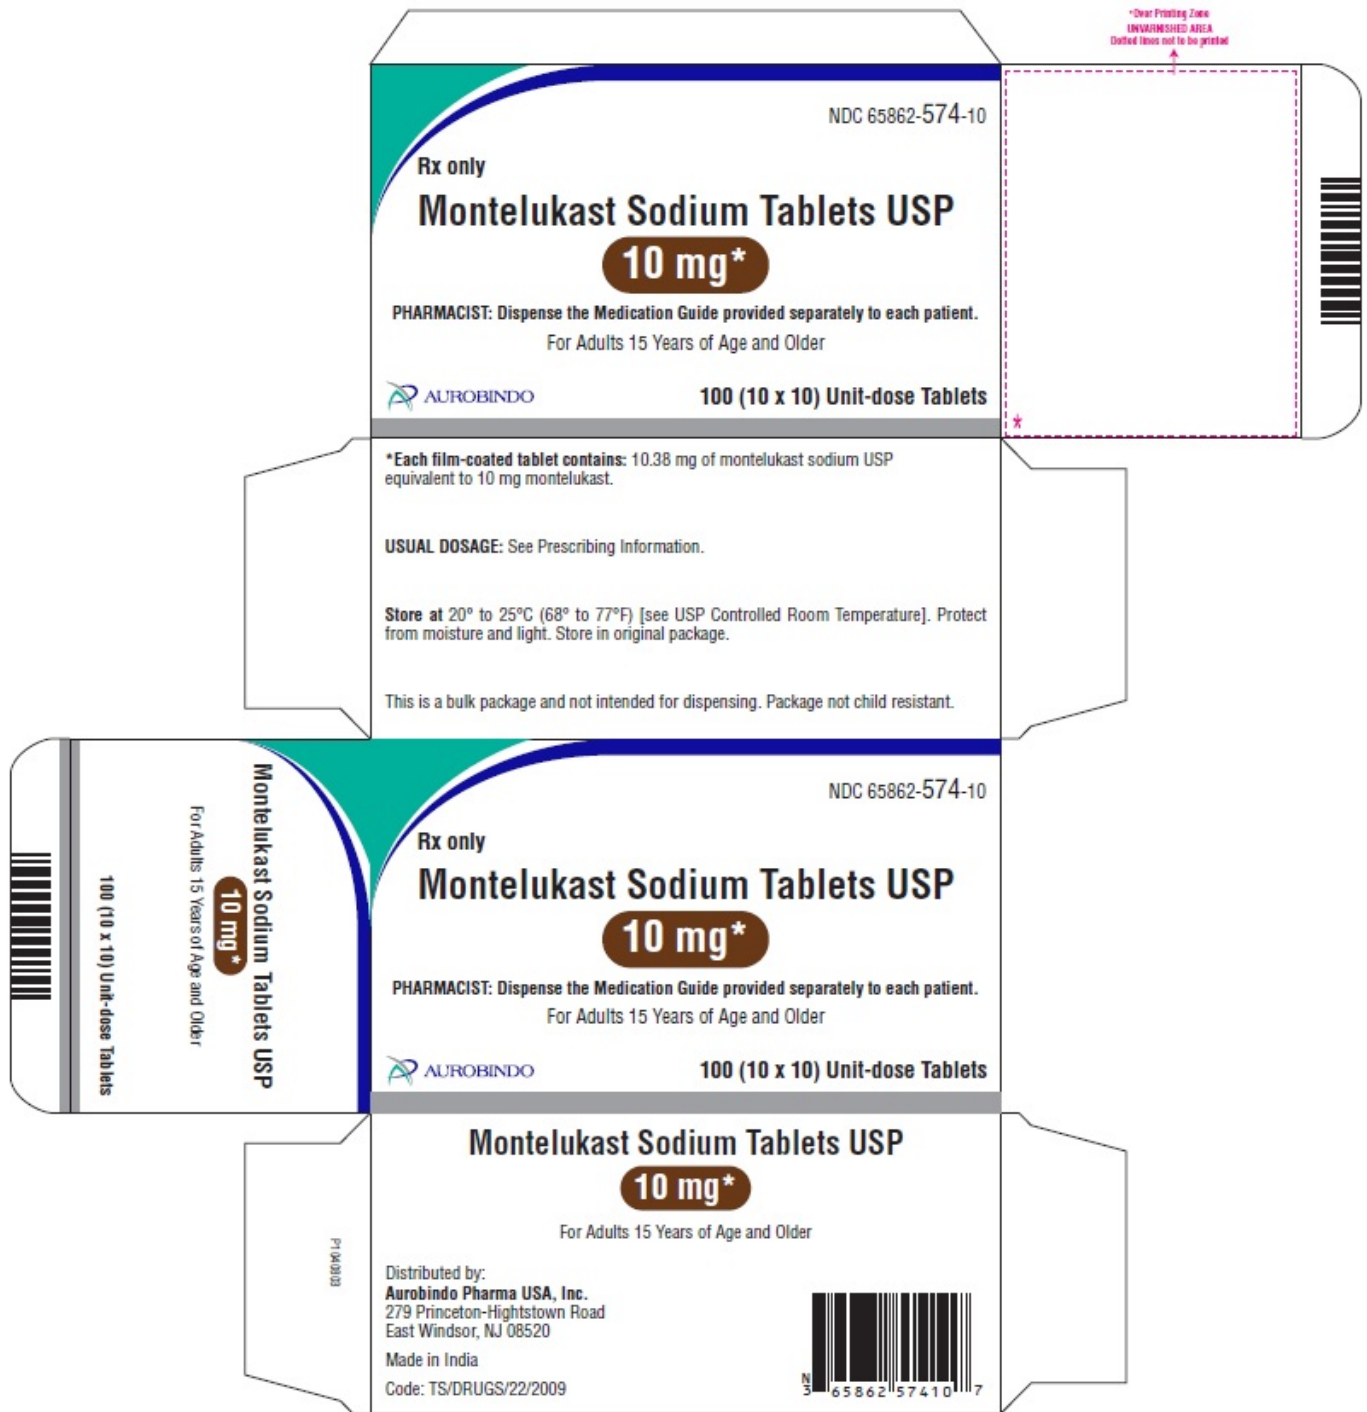 *Over Printing Zone
UNVARNISHED AREA
Dotted lines not to be printed
NDC 65862-574-10
Rx only
Montelukast Sodium Tablets USP
10 mg*
PHARMACIST: Dispense the Medication Guide provided separately to each patient.
For Adults 15 Years of Age and Older
AUROBINDO
100 (10 x 10) Unit-dose Tablets
*
*Each film-coated tablet contains: 10.38 mg of montelukast sodium USP
equivalent to 10 mg montelukast.
USUAL DOSAGE: See Prescribing Information.
Store at 20° to 25°C (68° to 77°F) [see USP Controlled Room Temperature]. Protect
from moisture and light. Store in original package.
This is a bulk package and not intended for dispensing. Package not child resistant.
Montelukast Sodium Tablets USP
10 mg*
For Adults 15 Years of Age and Older
100 (10 x 10) Unit-dose Tablets
NDC 65862-574-10
Rx only
Montelukast Sodium Tablets USP
10 mg*
PHARMACIST: Dispense the Medication Guide provided separately to each patient.
For Adults 15 Years of Age and Older
AUROBINDO
100 (10 x 10) Unit-dose Tablets
Montelukast Sodium Tablets USP
10 mg*
For Adults 15 Years of Age and Older
Distributed by:
Aurobindo Pharma USA, Inc.
279 Princeton-Hightstown Road
East Windsor, NJ 08520
Made in India
Code: TS/DRUGS/22/2009
N
3 65862 57410 7